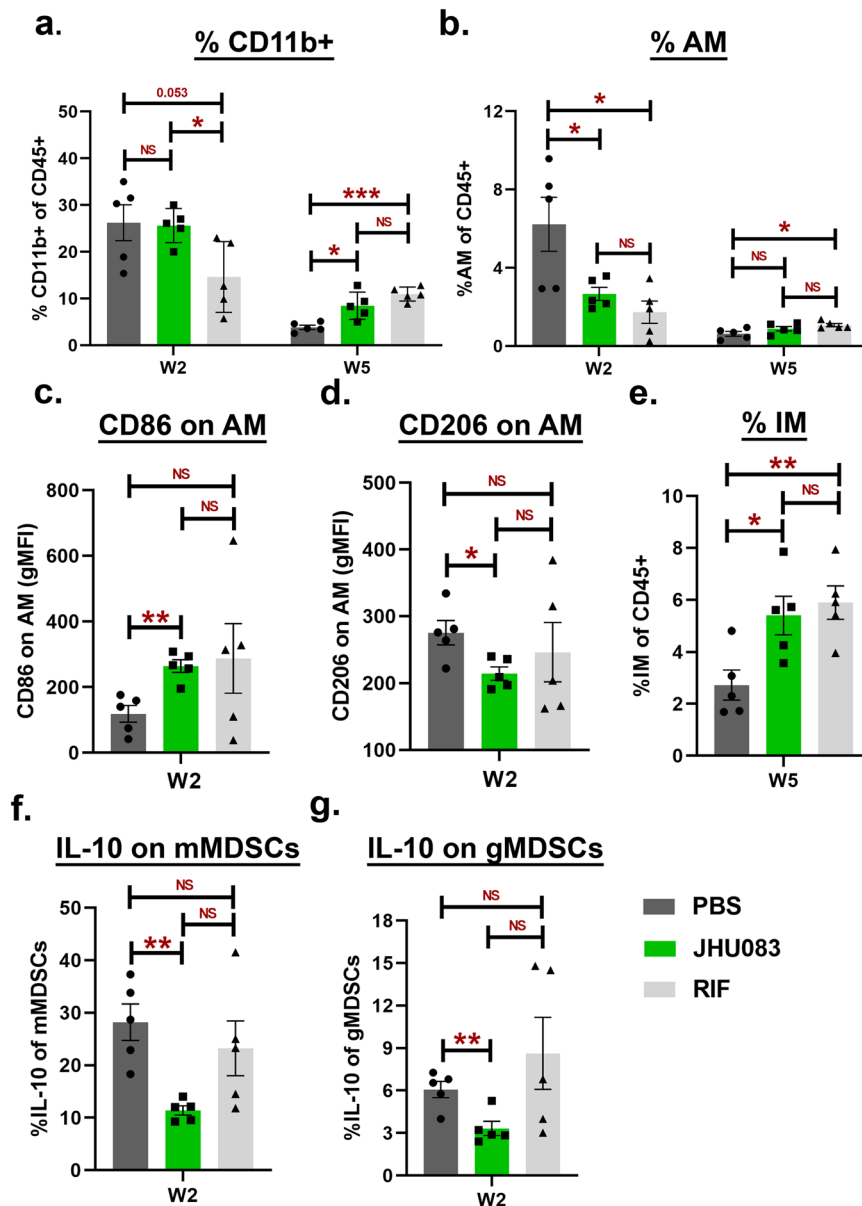 a.
% CD11b+
% CD11b+ of CD45+
50
40
30
20
10
0
0.053
NS
*
***
*
NS
W2
W5
b.
% AM
%AM of CD45+
12
9
6
3
0
*
*
NS
*
NS
NS
W2
W5
c.
CD86 on AM
CD86 on AM (gMFI)
800
600
400
200
0
NS
NS
**
W2
d.
CD206 on AM
CD206 on AM (gMFI)
500
400
300
200
100
NS
NS
*
W2
e.
% IM
%IM of CD45+
10
8
6
4
2
0
**
NS
*
W5
f.
IL-10 on mMDSCs
%IL-10 of mMDSCs
50
40
30
20
10
0
NS
NS
**
W2
g.
IL-10 on gMDSCs
%IL-10 of gMDSCs
18
15
12
9
6
3
0
NS
NS
**
W2
PBS
JHU083
RIF